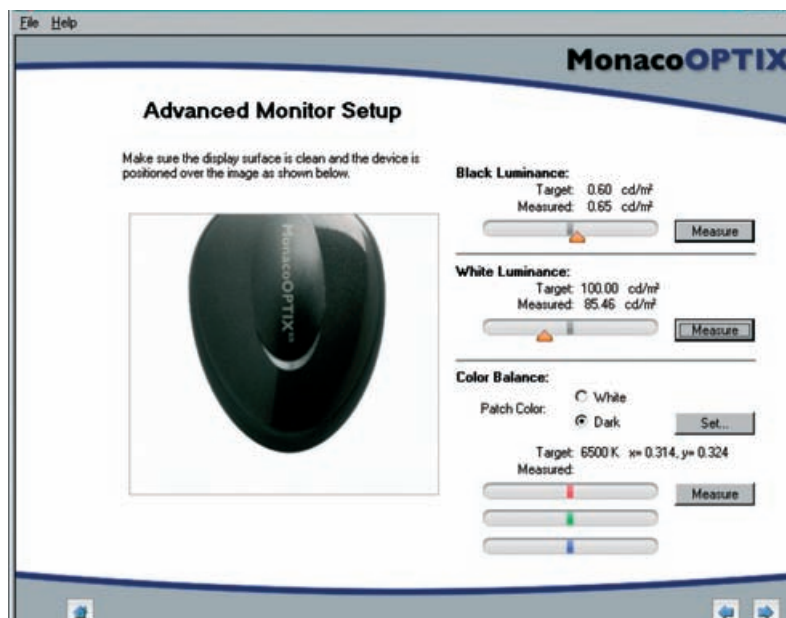 File Help
MonacoOPTIX
Advanced Monitor Setup
Make sure the display surface is clean and the device is
positioned over the image as shown below.
MonacoOPTIX
Black Luminance:
Target: 0.60 cd/m²
Measured: 0.65 cd/m²
Measure
White Luminance:
Target: 100.00 cd/m²
Measured: 85.46 cd/m²
Measure
Color Balance:
Patch Color:
White
Dark
Set...
Target: 6500 K x= 0.314, y= 0.324
Measured:
Measure